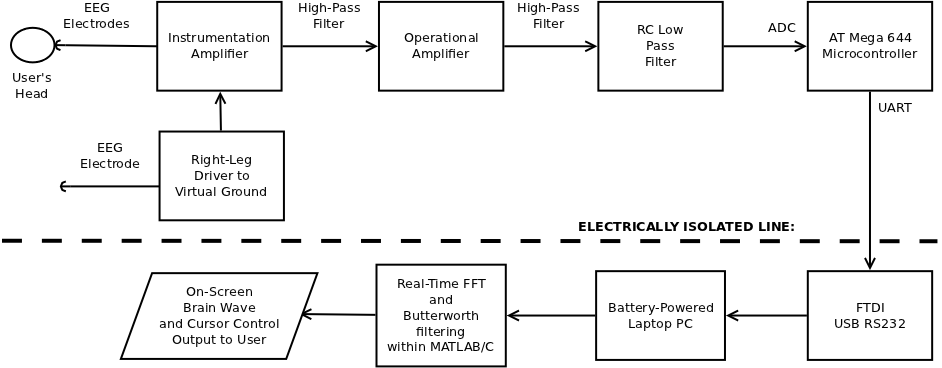 EEG
Electrodes
User's
Head
Instrumentation
Amplifier
High-Pass
Filter
Operational
Amplifier
High-Pass
Filter
RC Low
Pass
Filter
ADC
AT Mega 644
Microcontroller
UART
EEG
Electrode
Right-Leg
Driver to
Virtual Ground
ELECTRICALLY ISOLATED LINE:
On-Screen
Brain Wave
and Cursor Control
Output to User
Real-Time FFT
and
Butterworth
filtering
within MATLAB/C
Battery-Powered
Laptop PC
FTDI
USB RS232